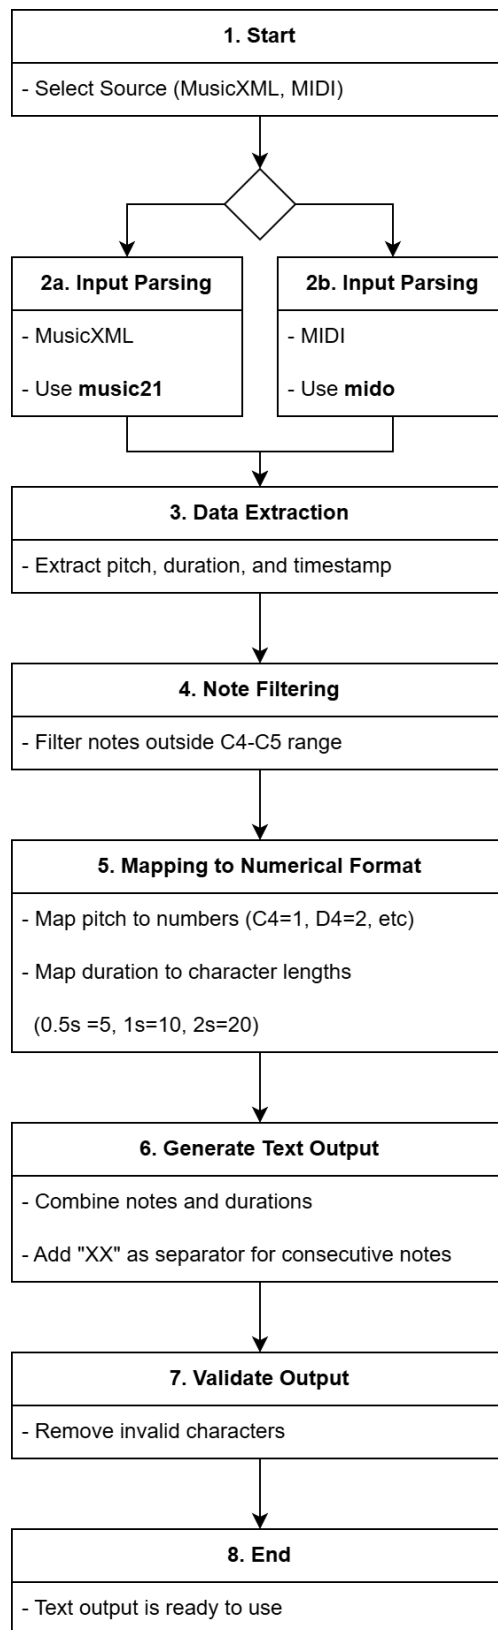 1. Start
- Select Source (MusicXML, MIDI)
2a. Input Parsing
- MusicXML
- Use music21
2b. Input Parsing
- MIDI
- Use mido
3. Data Extraction
- Extract pitch, duration, and timestamp
4. Note Filtering
- Filter notes outside C4-C5 range
5. Mapping to Numerical Format
- Map pitch to numbers (C4=1, D4=2, etc)
- Map duration to character lengths
(0.5s =5, 1s=10, 2s=20)
6. Generate Text Output
- Combine notes and durations
- Add "XX" as separator for consecutive notes
7. Validate Output
- Remove invalid characters
8. End
- Text output is ready to use